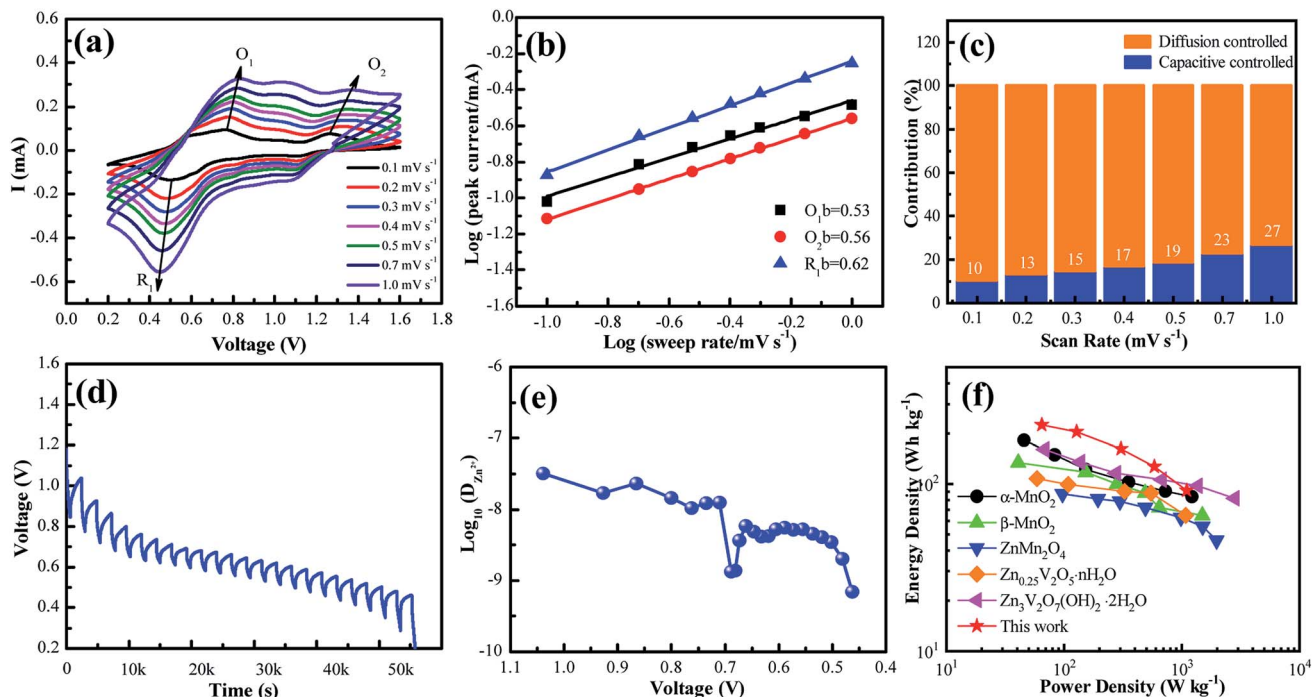 (a)
0.6
0.4
0.2
0.0
-0.2
-0.4
-0.6
I (mA)
O₁
O₂
R₁
0.1 mV s⁻¹
0.2 mV s⁻¹
0.3 mV s⁻¹
0.4 mV s⁻¹
0.5 mV s⁻¹
0.7 mV s⁻¹
1.0 mV s⁻¹
0.0 0.2 0.4 0.6 0.8 1.0 1.2 1.4 1.6 1.8
Voltage (V)
(b)
0.0
-0.2
-0.4
-0.6
-0.8
-1.0
-1.2
-1.4
-1.6
Log (peak current/mA)
O₁b=0.53
O₂b=0.56
R₁b=0.62
-1.0 -0.8 -0.6 -0.4 -0.2 0.0
Log (sweep rate/mV s⁻¹)
(c)
Diffusion controlled
Capacitive controlled
120
100
80
60
40
20
0
Contribution (%)
10 13 15 17 19 23 27
0.1 0.2 0.3 0.4 0.5 0.7 1.0
Scan Rate (mV s⁻¹)
(d)
1.6
1.4
1.2
1.0
0.8
0.6
0.4
0.2
Voltage (V)
0 10k 20k 30k 40k 50k
Time (s)
(e)
-6
-7
-8
-9
-10
Log₁₀ (D_Zn²⁺)
1.1 1.0 0.9 0.8 0.7 0.6 0.5 0.4
Voltage (V)
(f)
10²
10¹
Energy Density (Wh kg⁻¹)
α-MnO₂
β-MnO₂
ZnMn₂O₄
Zn₀.₂₅V₂O₅·nH₂O
Zn₃V₂O₇(OH)₂·2H₂O
This work
10¹ 10² 10³ 10⁴
Power Density (W kg⁻¹)